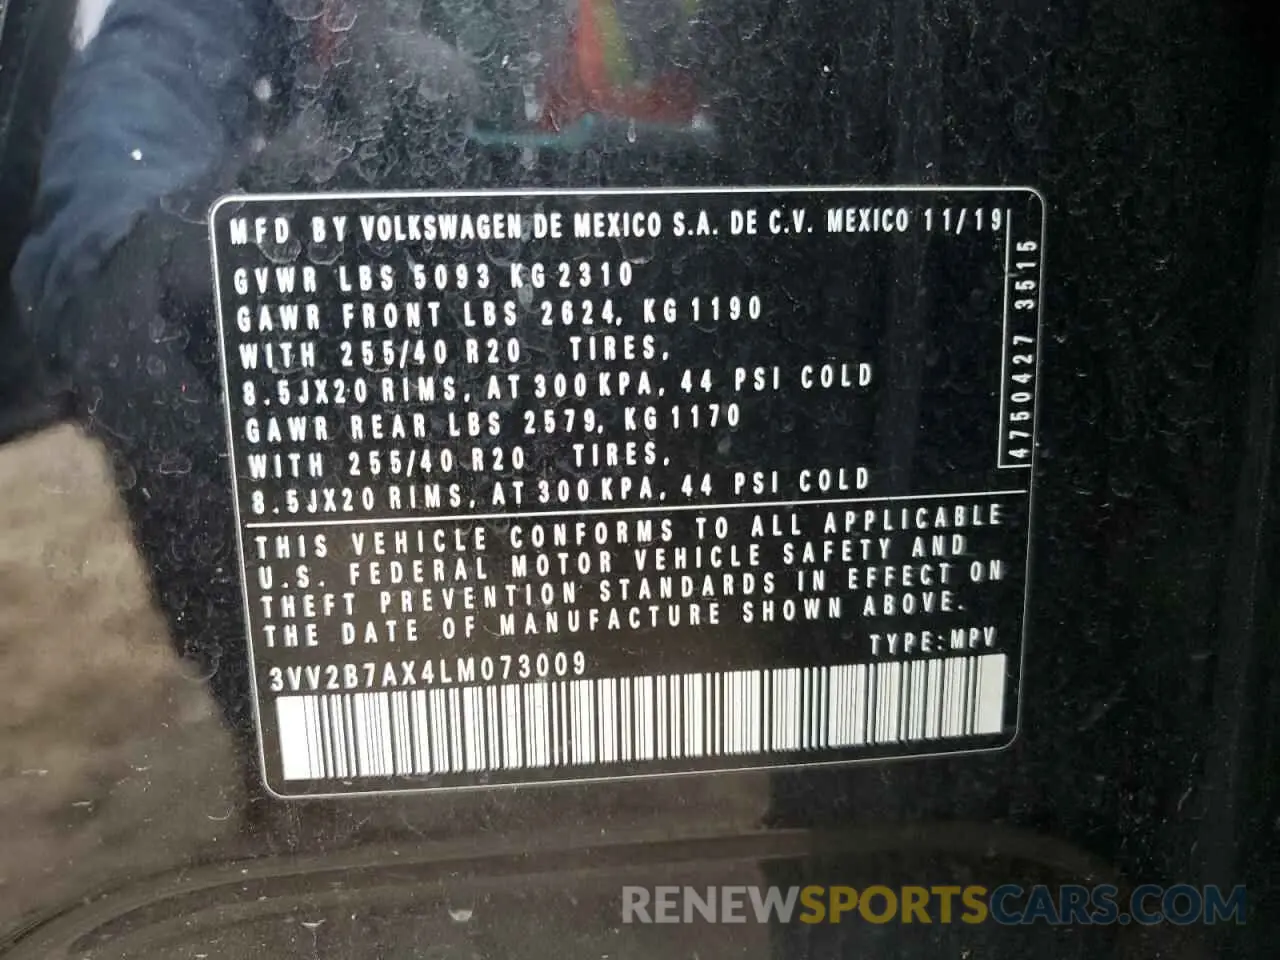 MFD BY VOLKSWAGEN DE MEXICO S.A. DE C.V. MEXICO 11/19
GVWR LBS 5093 KG 2310
GAWR FRONT LBS 2624, KG 1190
WITH 255/40 R20 TIRES,
8.5JX20 RIMS, AT 300 KPA, 44 PSI COLD
GAWR REAR LBS 2579, KG 1170
WITH 255/40 R20 TIRES,
8.5JX20 RIMS, AT 300 KPA, 44 PSI COLD
4750427 3515
THIS VEHICLE CONFORMS TO ALL APPLICABLE
U.S. FEDERAL MOTOR VEHICLE SAFETY AND
THEFT PREVENTION STANDARDS IN EFFECT ON
THE DATE OF MANUFACTURE SHOWN ABOVE.
TYPE: MPV
3VV2B7AX4LM073009
RENEWSPORTSCARS.COM